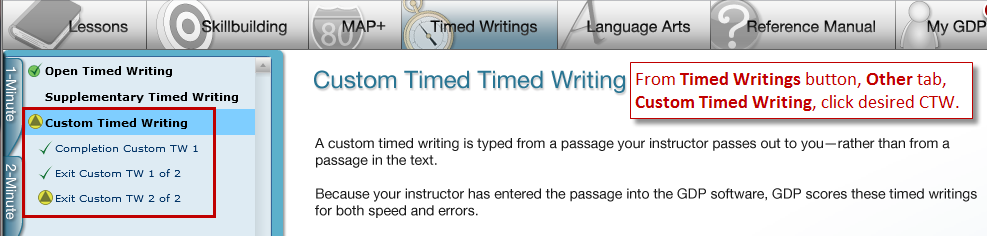 Lessons
Skillbuilding
MAP+
Timed Writings
Language Arts
Reference Manual
My GDP
80
1-Minute
2-Minute
Open Timed Writing
Supplementary Timed Writing
Custom Timed Writing
Completion Custom TW 1
Exit Custom TW 1 of 2
Exit Custom TW 2 of 2
Custom Timed Timed Writing
From Timed Writings button, Other tab,
Custom Timed Writing, click desired CTW.
A custom timed writing is typed from a passage your instructor passes out to you—rather than from a
passage in the text.
Because your instructor has entered the passage into the GDP software, GDP scores these timed writings
for both speed and errors.